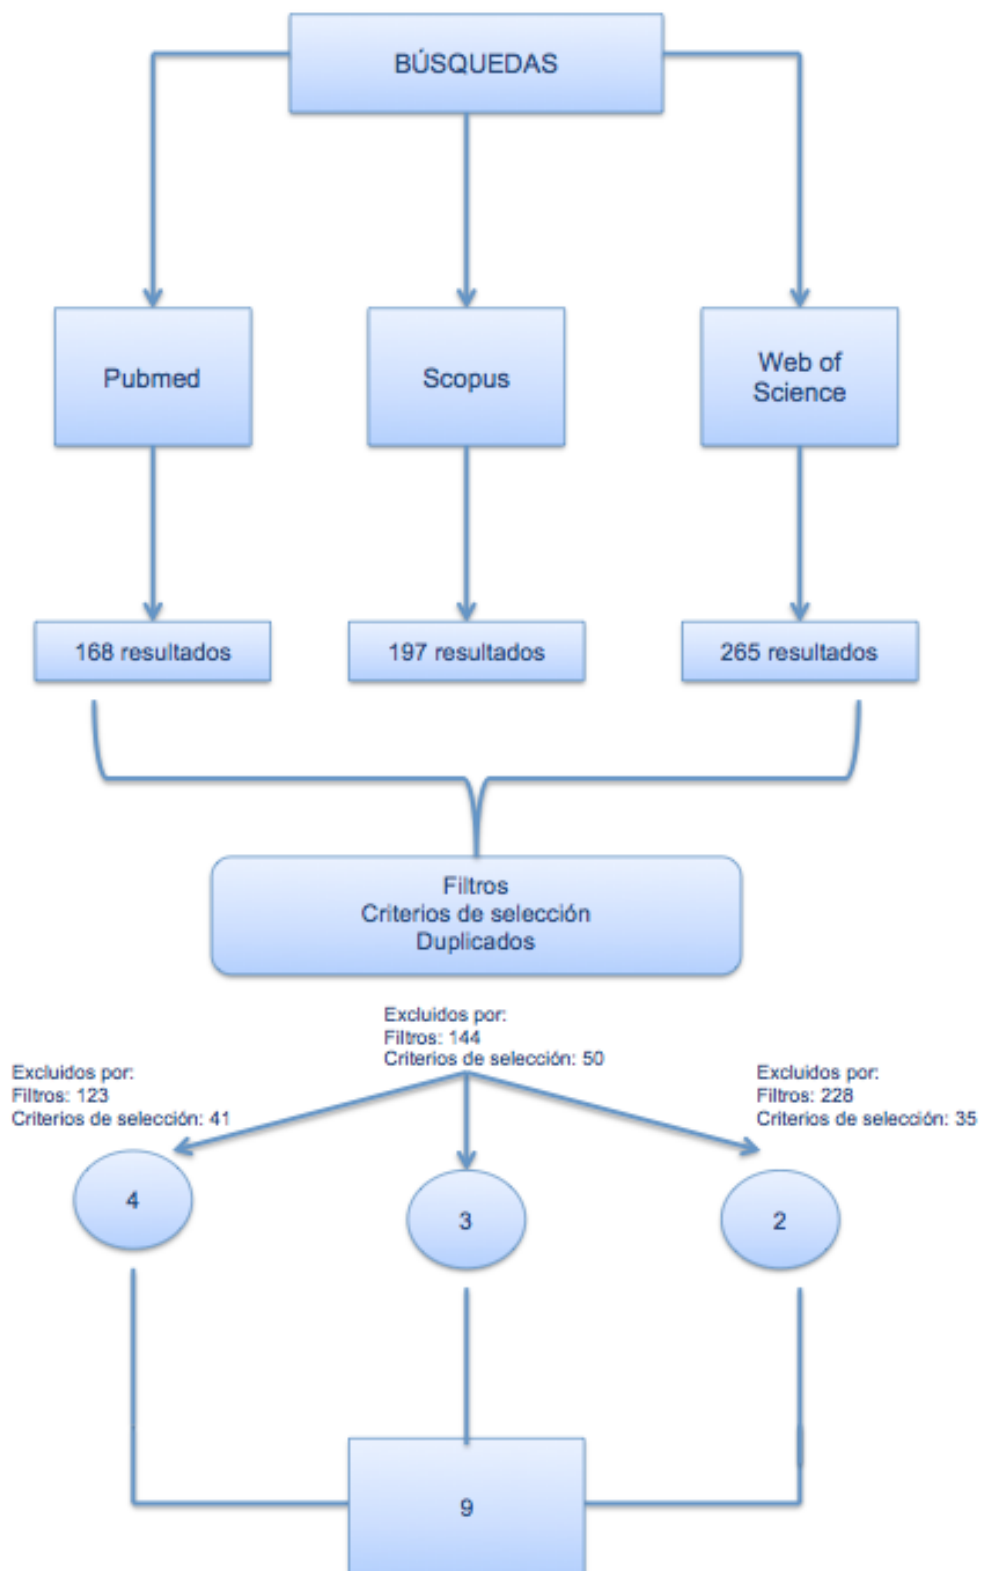 BÚSQUEDAS
Pubmed
Scopus
Web of
Science
168 resultados
197 resultados
265 resultados
Filtros
Criterios de selección
Duplicados
Excluidos por:
Filtros: 144
Criterios de selección: 50
Excluidos por:
Filtros: 123
Criterios de selección: 41
Excluidos por:
Filtros: 228
Criterios de selección: 35
4
3
2
9